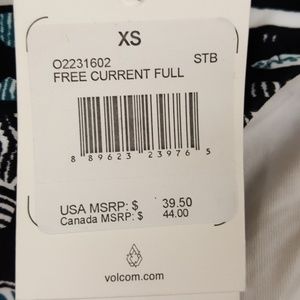 XS
O2231602 STB
FREE CURRENT FULL
8 89623 23976 5
USA MSRP: $ 39.50
Canada MSRP: $ 44.00
volcom.com